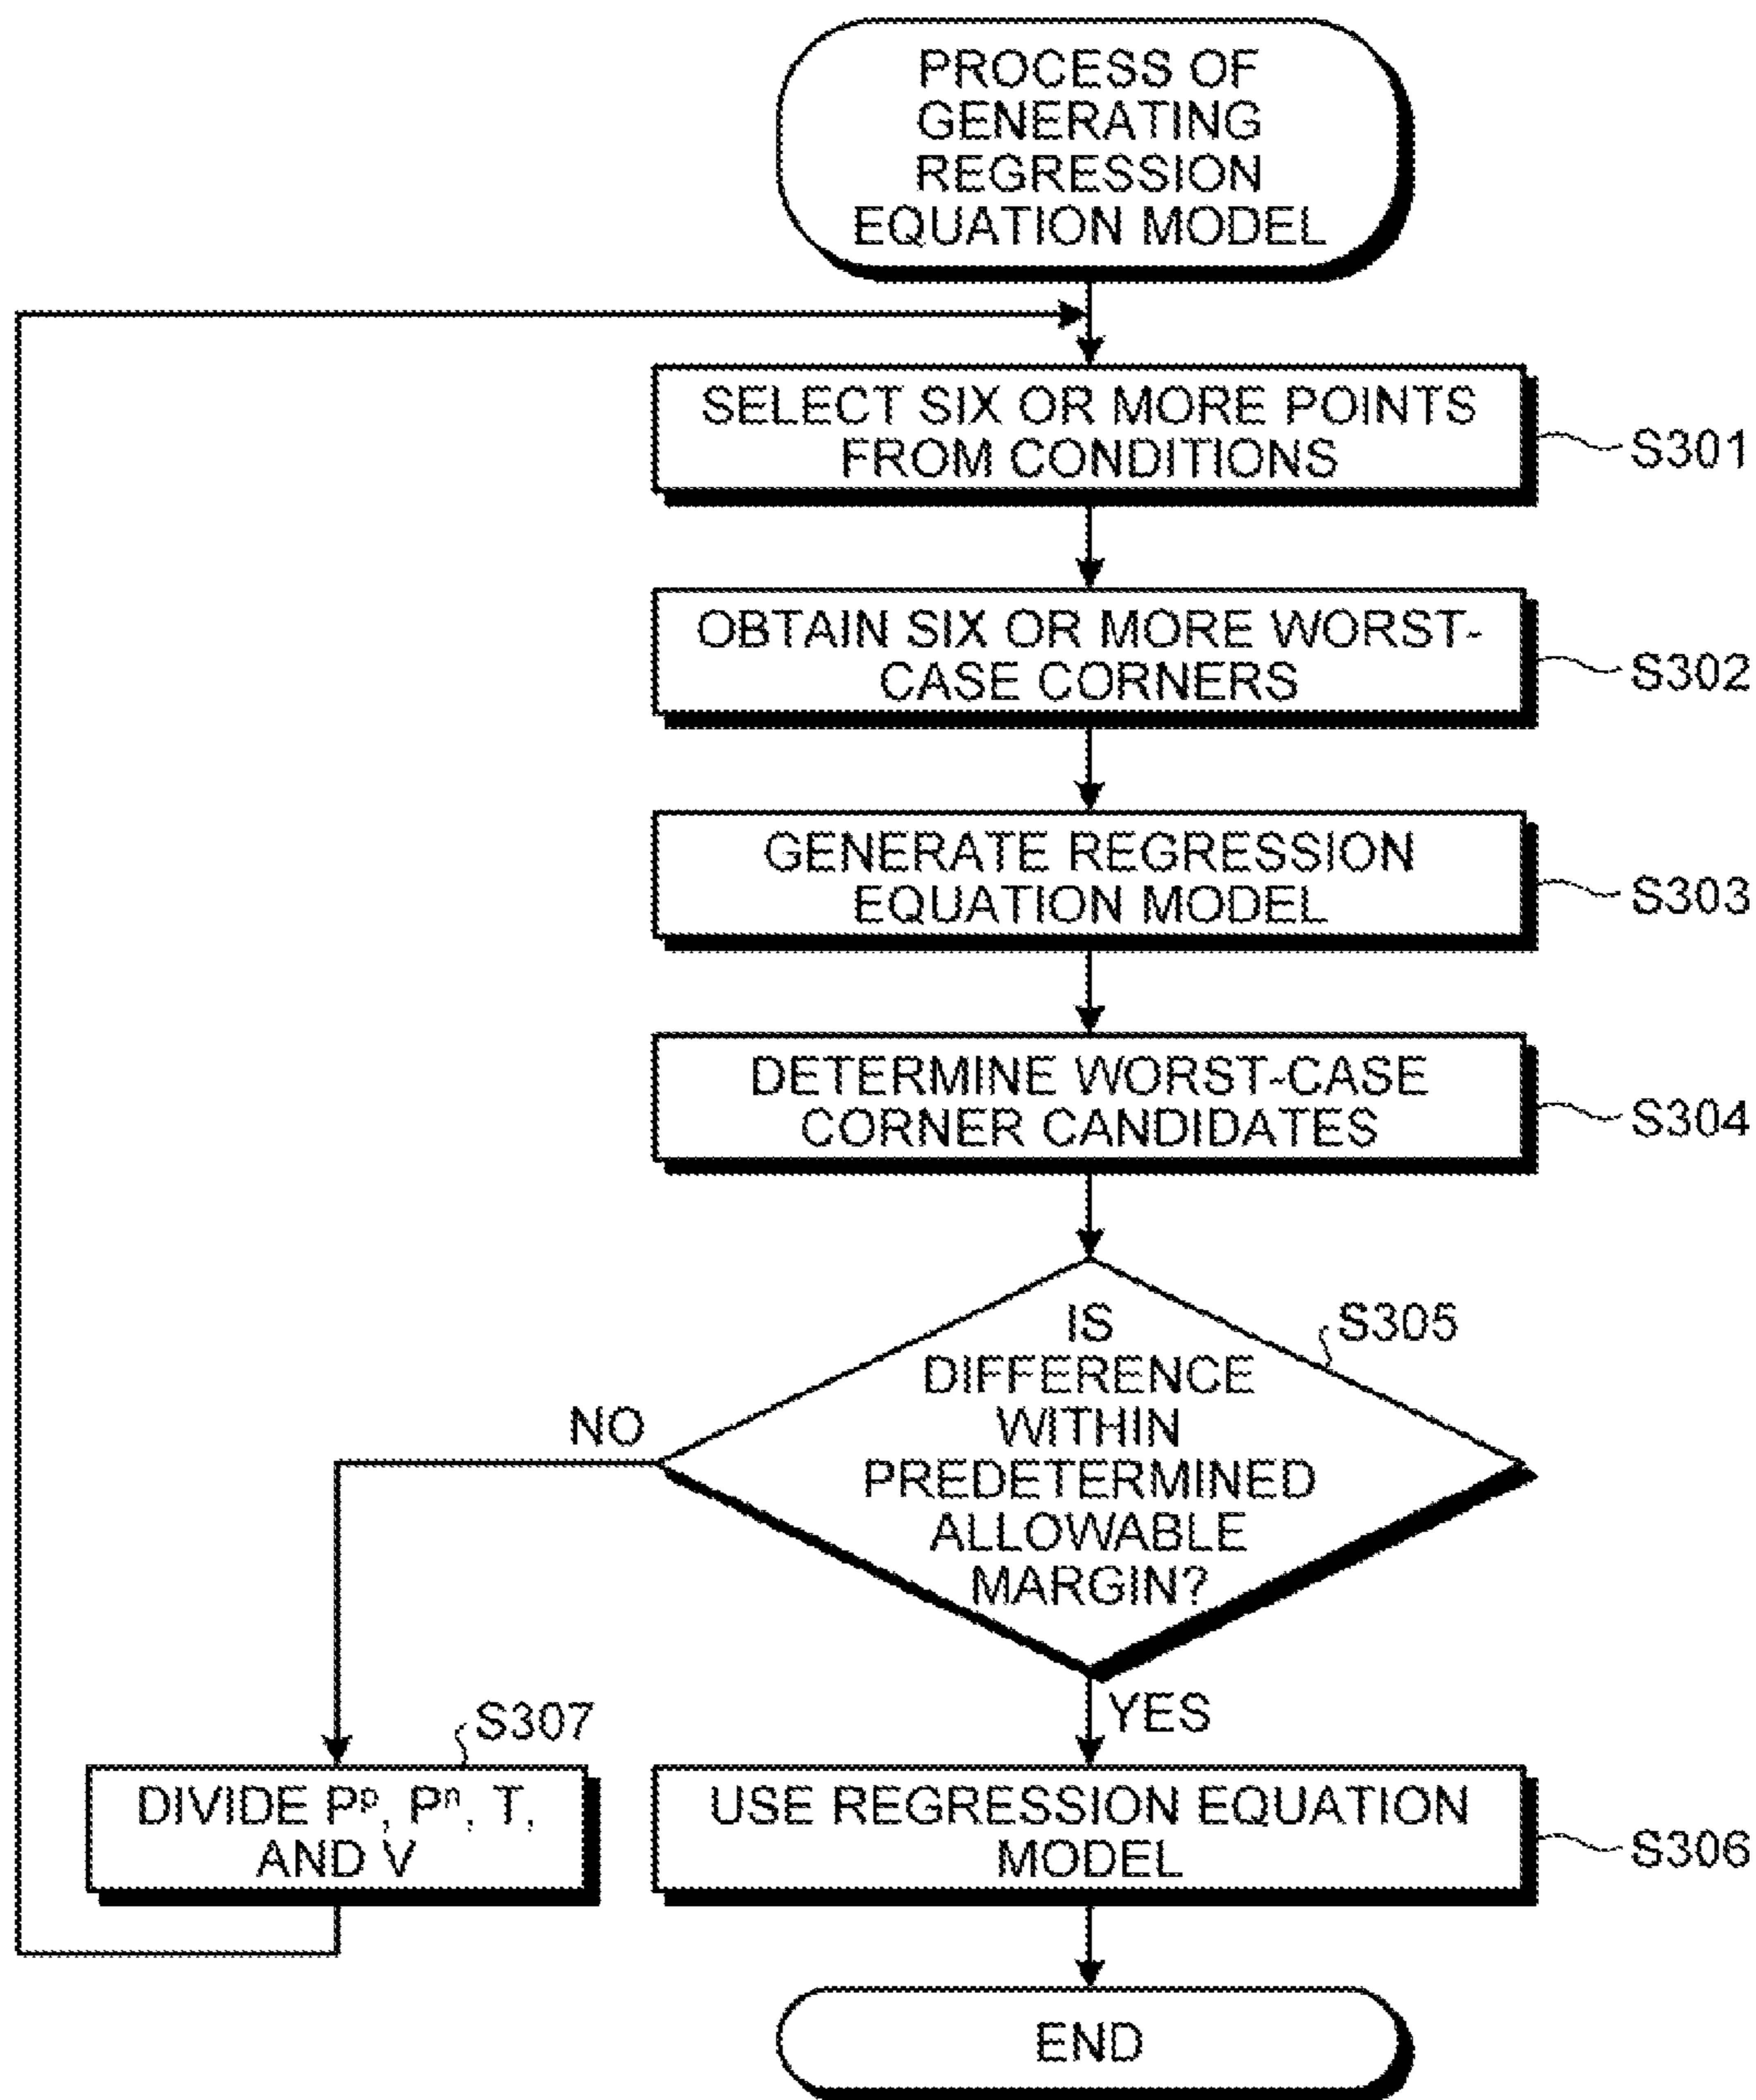 PROCESS OF
GENERATING
REGRESSION
EQUATION MODEL
SELECT SIX OR MORE POINTS
FROM CONDITIONS
S301
OBTAIN SIX OR MORE WORST-
CASE CORNERS
S302
GENERATE REGRESSION
EQUATION MODEL
S303
DETERMINE WORST-CASE
CORNER CANDIDATES
S304
IS
DIFFERENCE
WITHIN
PREDETERMINED
ALLOWABLE
MARGIN?
S305
NO
YES
S307
DIVIDE Pᵖ, Pⁿ, T,
AND V
USE REGRESSION EQUATION
MODEL
S306
END